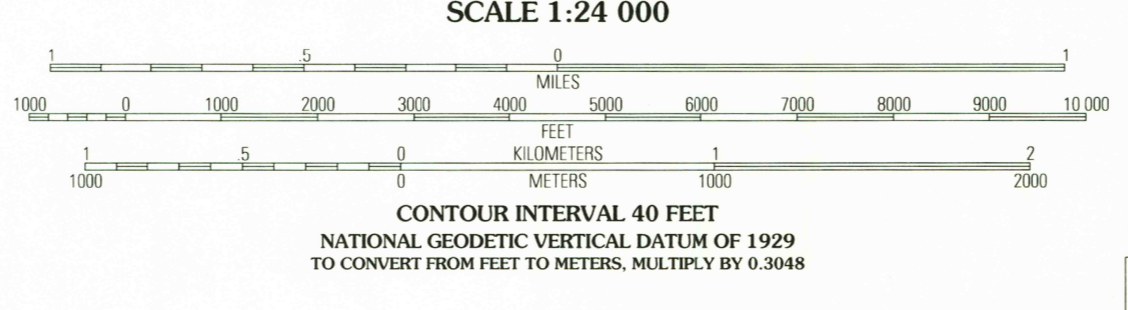 SCALE 1:24 000
1 .5 0 1
MILES
1000 0 1000 2000 3000 4000 5000 6000 7000 8000 9000 10 000
FEET
1 .5 0 KILOMETERS 1 2
1000 0 METERS 1000 2000
CONTOUR INTERVAL 40 FEET
NATIONAL GEODETIC VERTICAL DATUM OF 1929
TO CONVERT FROM FEET TO METERS, MULTIPLY BY 0.3048